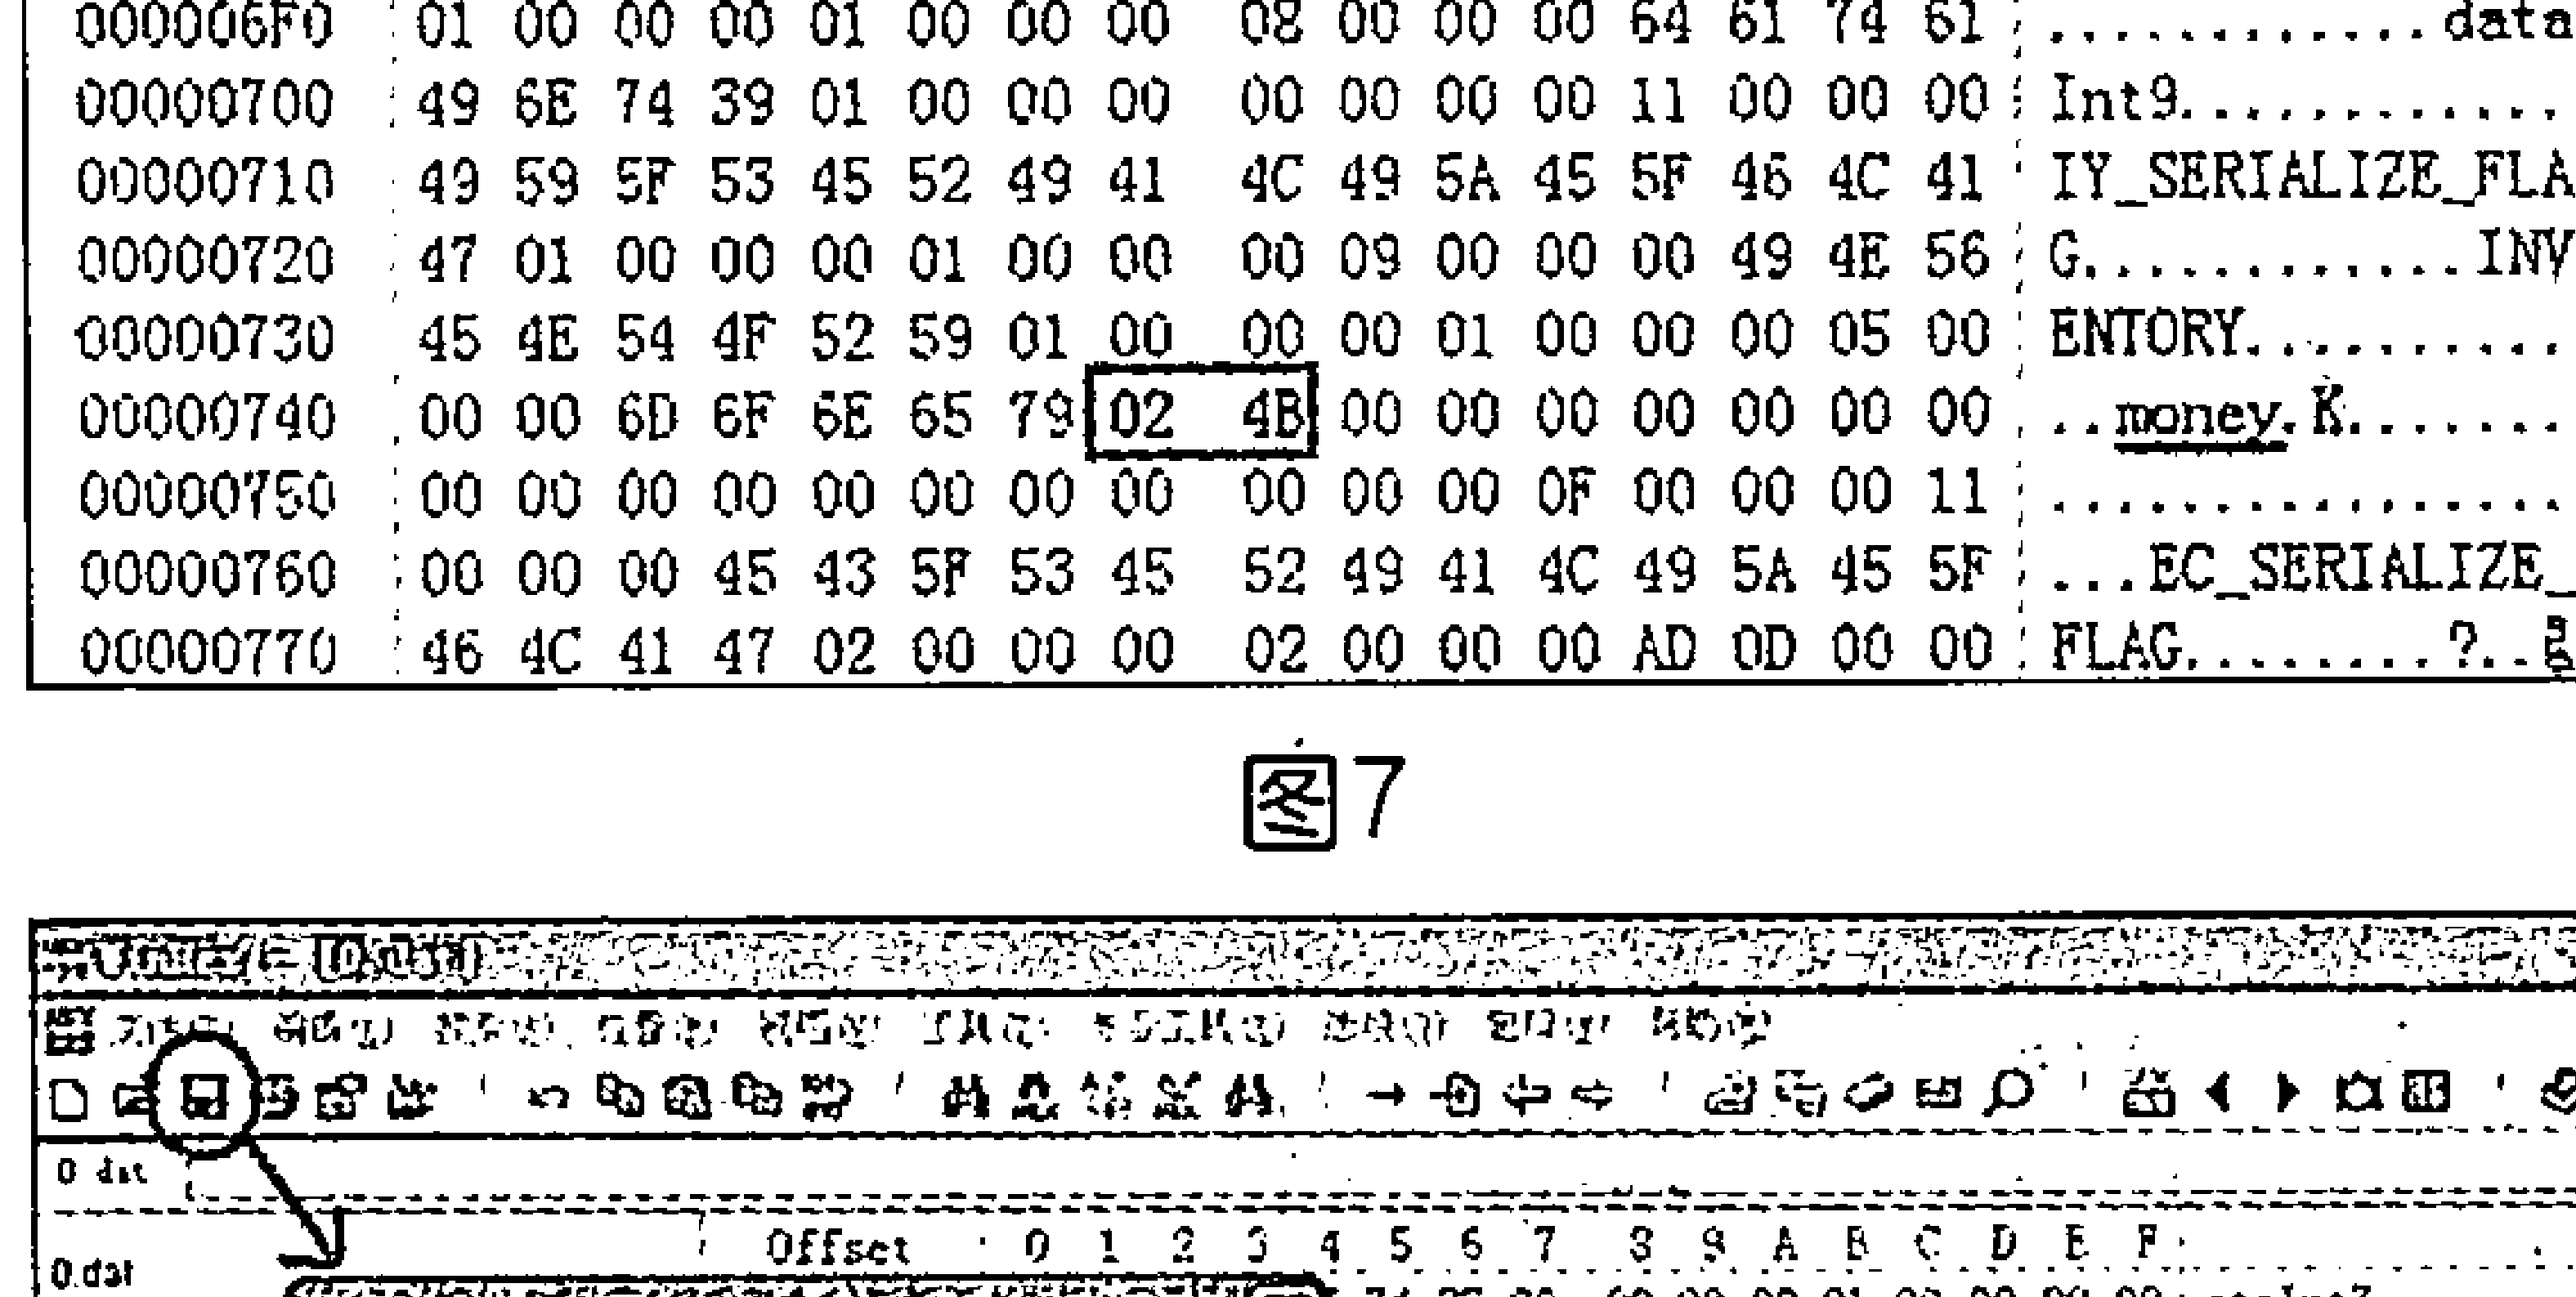 000006F0 01 00 00 00 00 01 00 00 00 08 00 00 00 64 61 74 61 ............data
00000700 49 6E 74 39 01 00 00 00 00 00 00 00 11 00 00 00 Int9............
00000710 49 59 5F 53 45 52 49 41 4C 49 5A 45 5F 46 4C 41 IY_SERIALIZE_FLA
00000720 47 01 00 00 00 01 00 00 00 09 00 00 00 49 4E 56 G............INV
00000730 45 4E 54 4F 52 59 01 00 00 00 01 00 00 00 05 00 ENTORY..........
00000740 00 00 6D 6F 6E 65 79 02 4B 00 00 00 00 00 00 00 ..money.K.......
00000750 00 00 00 00 00 00 00 00 00 00 00 0F 00 00 00 11 ................
00000760 00 00 00 45 43 5F 53 45 52 49 41 4C 49 5A 45 5F ...EC_SERIALIZE_
00000770 46 4C 41 47 02 00 00 00 02 00 00 00 AD 0D 00 00 FLAG........?..
图7
0 dat
Offset 0 1 2 3 4 5 6 7 8 9 A B C D E F
0.dat